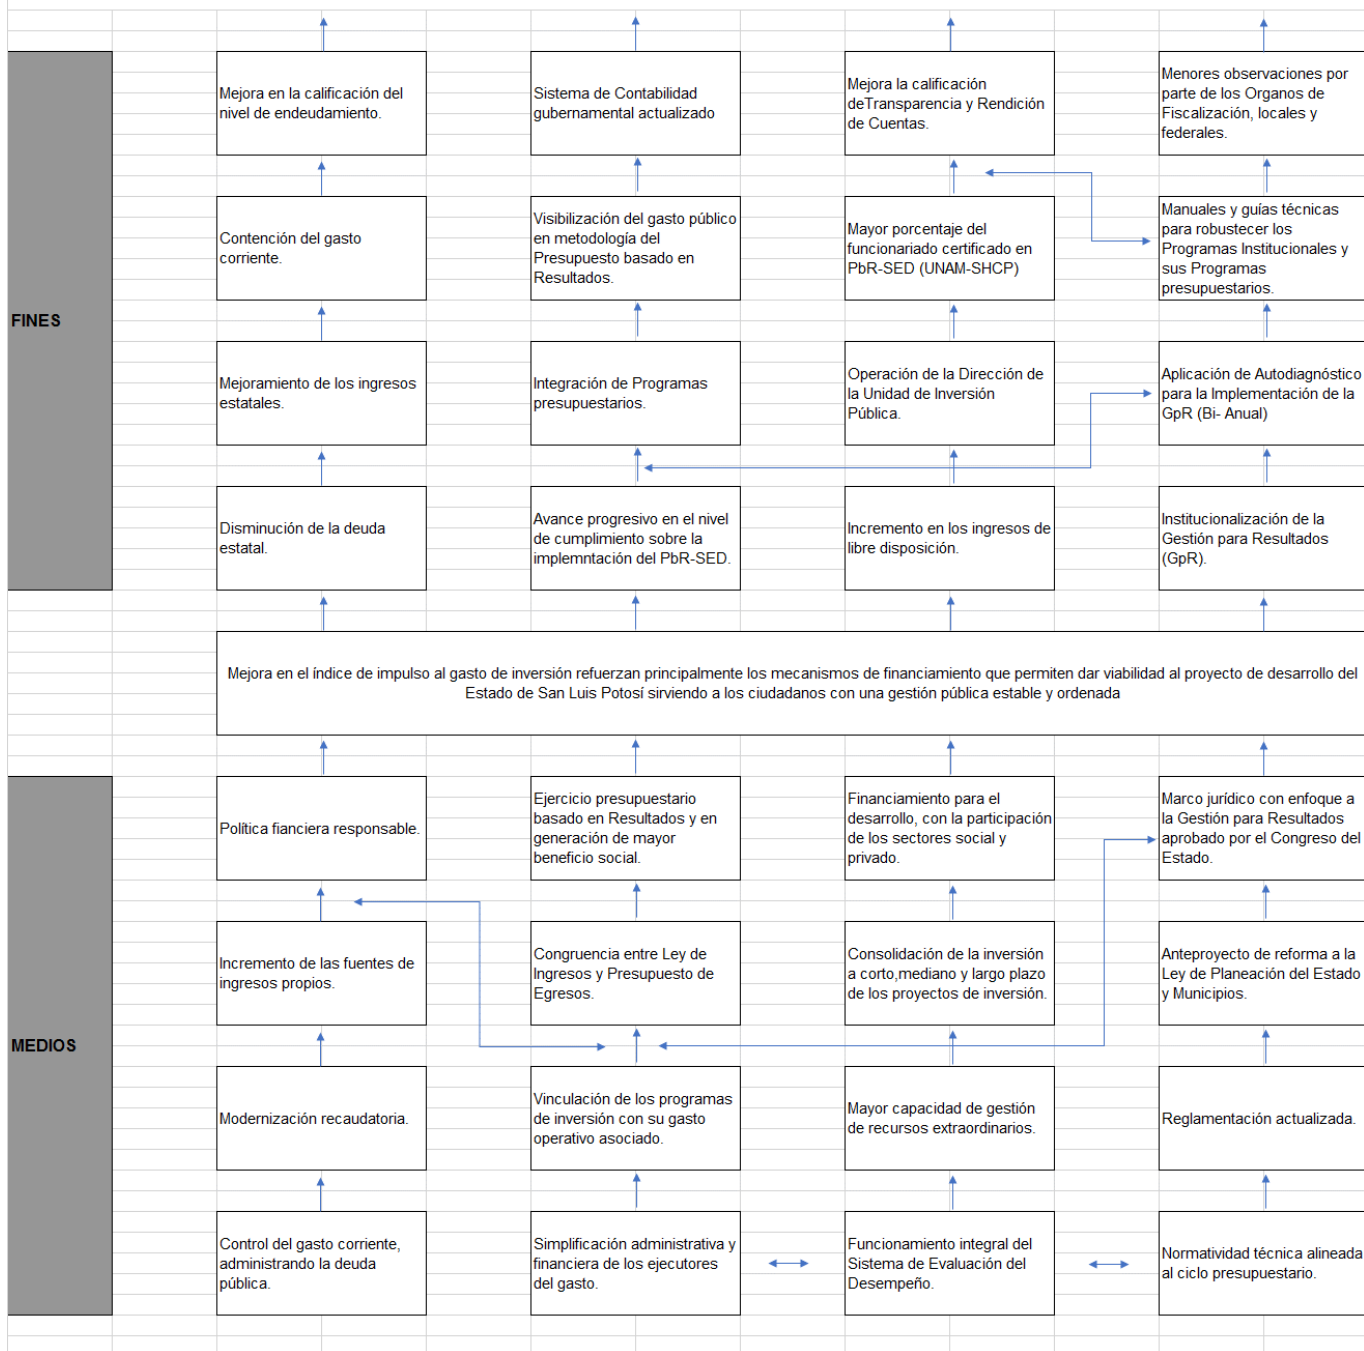 Mejora en la calificación del
nivel de endeudamiento.
Sistema de Contabilidad
gubernamental actualizado
Mejora la calificación
deTransparencia y Rendición
de Cuentas.
Menores observaciones por
parte de los Organos de
Fiscalización, locales y
federales.
Contención del gasto
corriente.
Visibilización del gasto público
en metodología del
Presupuesto basado en
Resultados.
Mayor porcentaje del
funcionariado certificado en
PbR-SED (UNAM-SHCP)
Manuales y guías técnicas
para robustecer los
Programas Institucionales y
sus Programas
presupuestarios.
FINES
Mejoramiento de los ingresos
estatales.
Integración de Programas
presupuestarios.
Operación de la Dirección de
la Unidad de Inversión
Pública.
Aplicación de Autodiagnóstico
para la Implementación de la
GpR (Bi- Anual)
Disminución de la deuda
estatal.
Avance progresivo en el nivel
de cumplimiento sobre la
implemntación del PbR-SED.
Incremento en los ingresos de
libre disposición.
Institucionalización de la
Gestión para Resultados
(GpR).
Mejora en el índice de impulso al gasto de inversión refuerzan principalmente los mecanismos de financiamiento que permiten dar viabilidad al proyecto de desarrollo del
Estado de San Luis Potosí sirviendo a los ciudadanos con una gestión pública estable y ordenada
Política fianciera responsable.
Ejercicio presupuestario
basado en Resultados y en
generación de mayor
beneficio social.
Financiamiento para el
desarrollo, con la participación
de los sectores social y
privado.
Marco jurídico con enfoque a
la Gestión para Resultados
aprobado por el Congreso del
Estado.
Incremento de las fuentes de
ingresos propios.
Congruencia entre Ley de
Ingresos y Presupuesto de
Egresos.
Consolidación de la inversión
a corto,mediano y largo plazo
de los proyectos de inversión.
Anteproyecto de reforma a la
Ley de Planeación del Estado
y Municipios.
MEDIOS
Modernización recaudatoria.
Vinculación de los programas
de inversión con su gasto
operativo asociado.
Mayor capacidad de gestión
de recursos extraordinarios.
Reglamentación actualizada.
Control del gasto corriente,
administrando la deuda
pública.
Simplificación administrativa y
financiera de los ejecutores
del gasto.
Funcionamiento integral del
Sistema de Evaluación del
Desempeño.
Normatividad técnica alineada
al ciclo presupuestario.